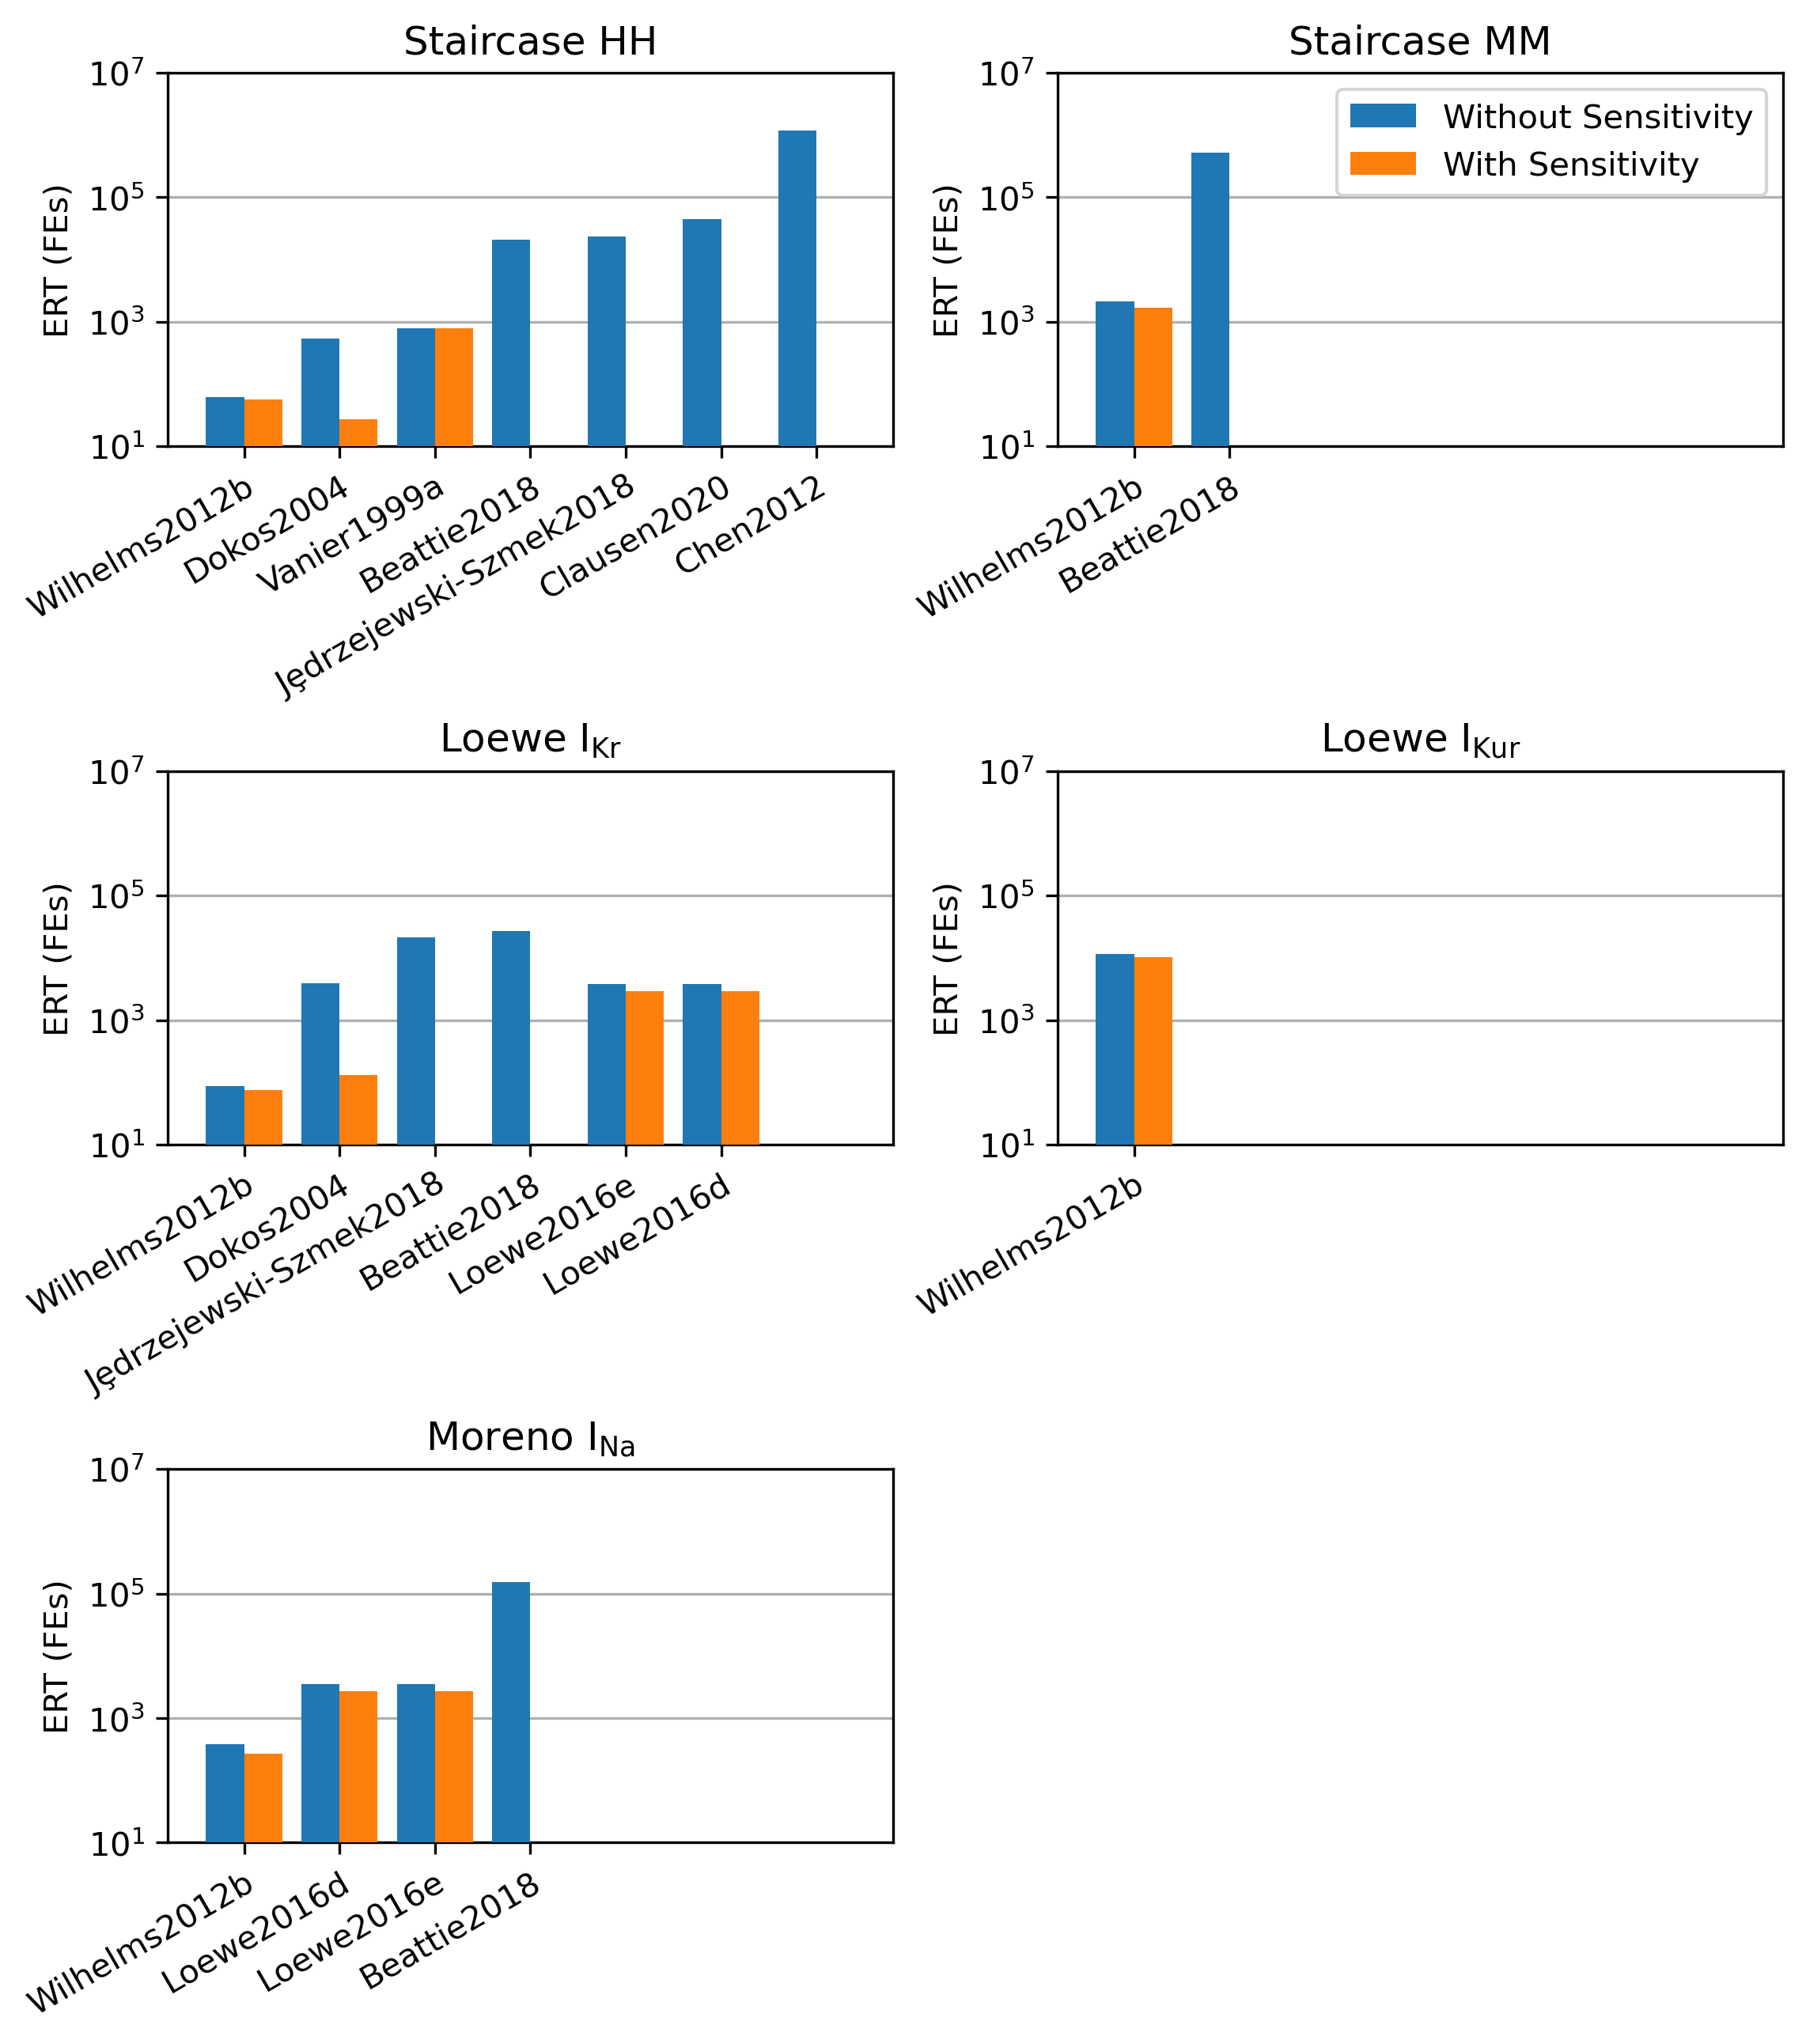 Staircase HH
10^7
10^5
10^3
10^1
ERT (FEs)
Wilhelms2012b
Dokos2004
Vanier1999a
Beattie2018
Jędrzejewski-Szmek2018
Clausen2020
Chen2012
Staircase MM
10^7
10^5
10^3
10^1
ERT (FEs)
Without Sensitivity
With Sensitivity
Wilhelms2012b
Beattie2018
Loewe I_Kr
10^7
10^5
10^3
10^1
ERT (FEs)
Wilhelms2012b
Dokos2004
Jędrzejewski-Szmek2018
Beattie2018
Loewe2016e
Loewe2016d
Loewe I_Kur
10^7
10^5
10^3
10^1
ERT (FEs)
Wilhelms2012b
Moreno I_Na
10^7
10^5
10^3
10^1
ERT (FEs)
Wilhelms2012b
Loewe2016d
Loewe2016e
Beattie2018